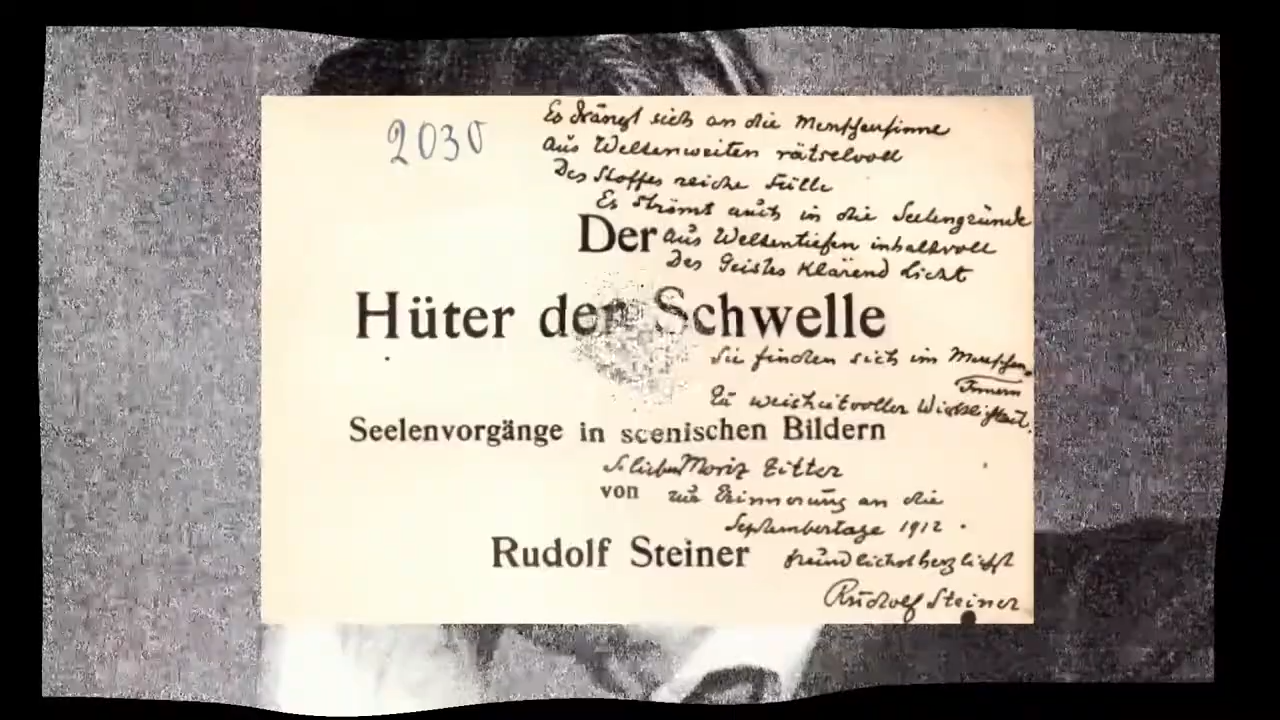 2030
Es drängt sich an die Menschensinne
Aus Weltenweiten rätselvoll
Des Stoffes reiche Fülle
Es strömt auch in die Seelengründe
Der
Aus Weltentiefen inhaltvoll
Des Geistes klärend Licht
Hüter der Schwelle
Sie finden sich im Menschen-
Innern
Zu weisheitvoller Wirklichkeit.
Seelenvorgänge in scenischen Bildern
Moriz Zitter
von
zur Erinnerung an die
Septembertage 1912.
Rudolf Steiner
freundlichst herzlichst
Rudolf Steiner